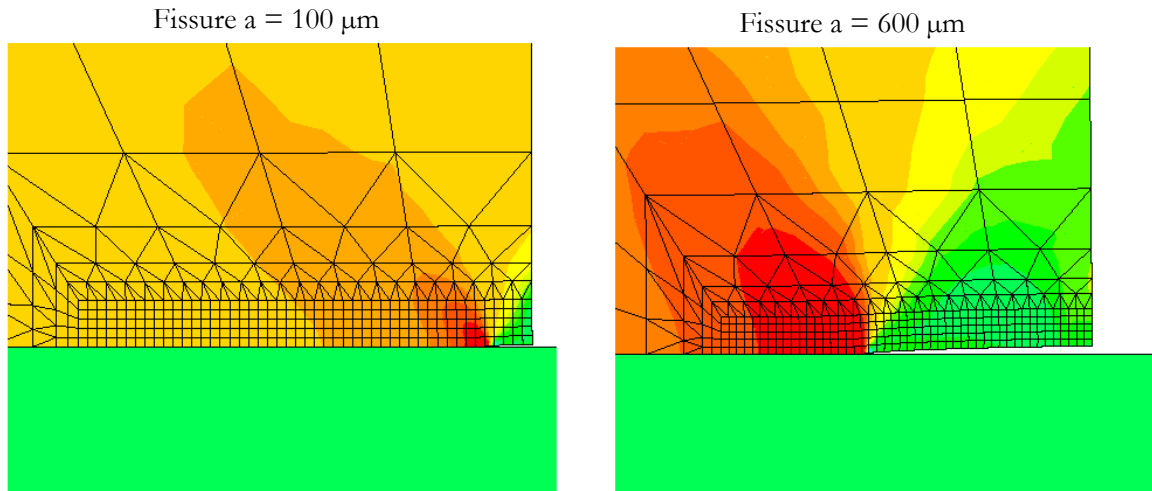 Fissure a = 100 μm
Fissure a = 600 μm